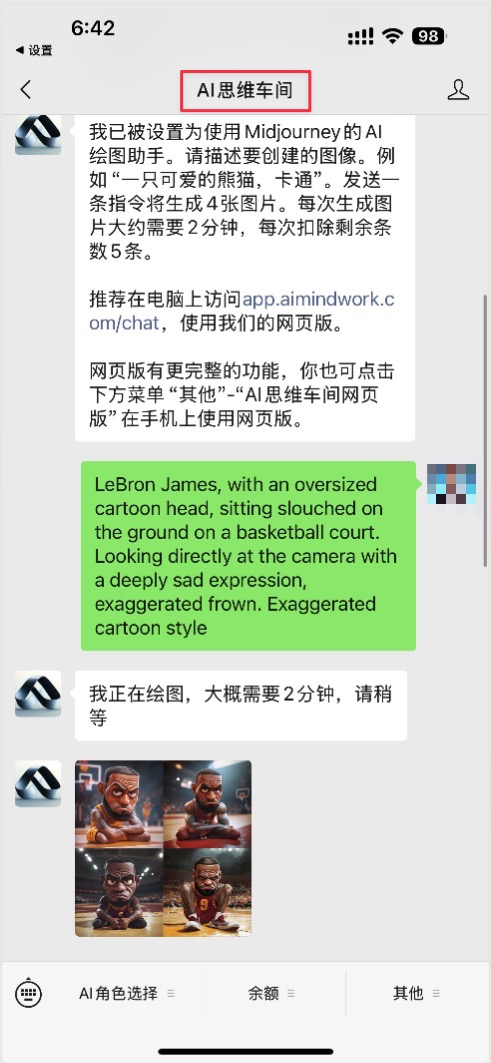 6:42
98
设置
AI思维车间
我已被设置为使用Midjourney的AI
绘图助手。请描述要创建的图像。例
如“一只可爱的熊猫，卡通”。发送一
条指令将生成4张图片。每次生成图
片大约需要2分钟，每次扣除剩余条
数5条。
推荐在电脑上访问app.aimindwork.c
om/chat，使用我们的网页版。
网页版有更完整的功能，你也可点击
下方菜单“其他”-“AI思维车间网页
版”在手机上使用网页版。
LeBron James, with an oversized
cartoon head, sitting slouched on
the ground on a basketball court.
Looking directly at the camera with
a deeply sad expression,
exaggerated frown. Exaggerated
cartoon style
我正在绘图，大概需要2分钟，请稍
等
9
AI角色选择
余额
其他